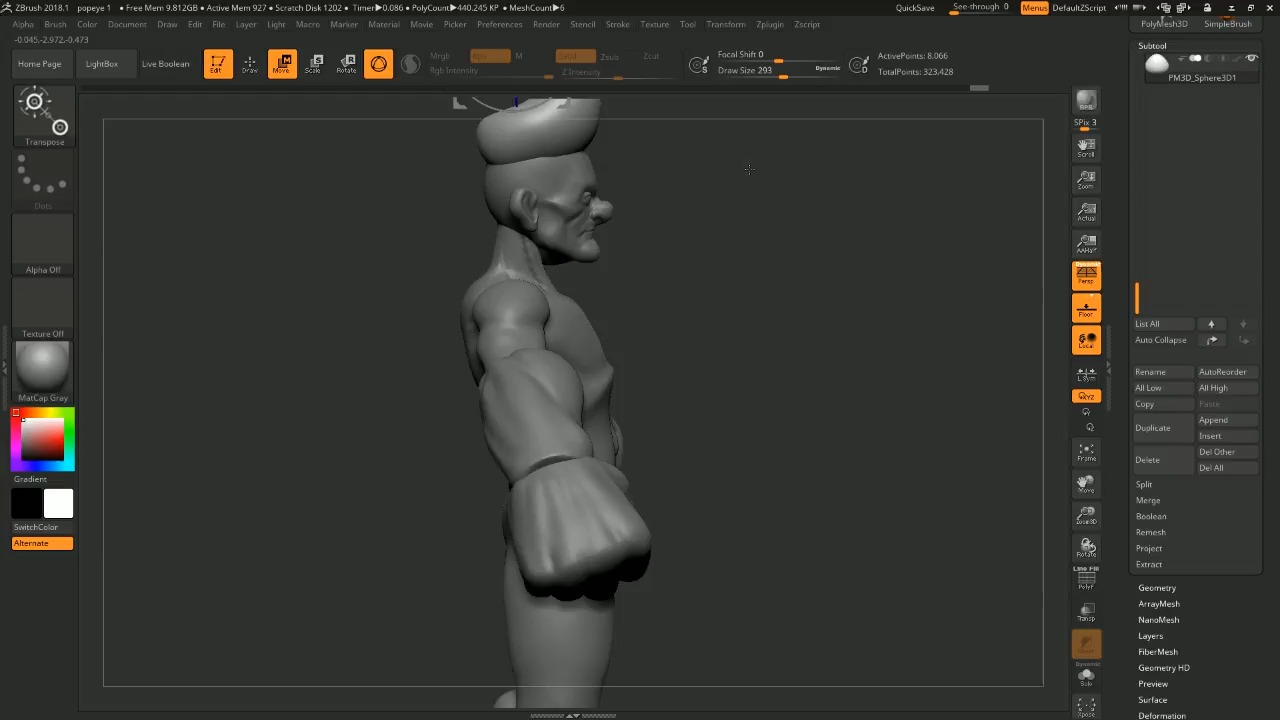 ZBrush 2018.1 popeye 1 • Free Mem 9.812GB • Active Mem 927 • Scratch Disk 1202 • Timer▶0.086 • PolyCount▶440.245 KP • MeshCount▶6 QuickSave See-through 0 Menus DefaultZScript
Alpha Brush Color Document Draw Edit File Layer Light Macro Marker Material Movie Picker Preferences Render Stencil Stroke Texture Tool Transform Zplugin Zscript
-0.045,-2.972,-0.473
Home Page LightBox Live Boolean Edit Draw Move Scale Rotate
Mrgb Rgb M
Rgb Intensity
Zadd Zsub Zcut
Z Intensity
Focal Shift 0
Draw Size 293 Dynamic
ActivePoints: 8,066
TotalPoints: 323,428
Transpose
Dots
Alpha Off
Texture Off
MatCap Gray
Gradient
SwitchColor
Alternate
BPR
SPix 3
Scroll
Zoom
Actual
AAHalf
Dynamic
Persp
Floor
Local
L.Sym
XYZ
Frame
Move
Zoom3D
Rotate
Line Fill
PolyF
Transp
Ghost
Dynamic
Solo
Xpose
PolyMesh3D SimpleBrush
Subtool
PM3D_Sphere3D1
List All
Auto Collapse
Rename AutoReorder
All Low All High
Copy Paste
Duplicate Append
Insert
Delete Del Other
Del All
Split
Merge
Boolean
Remesh
Project
Extract
Geometry
ArrayMesh
NanoMesh
Layers
FiberMesh
Geometry HD
Preview
Surface
Deformation